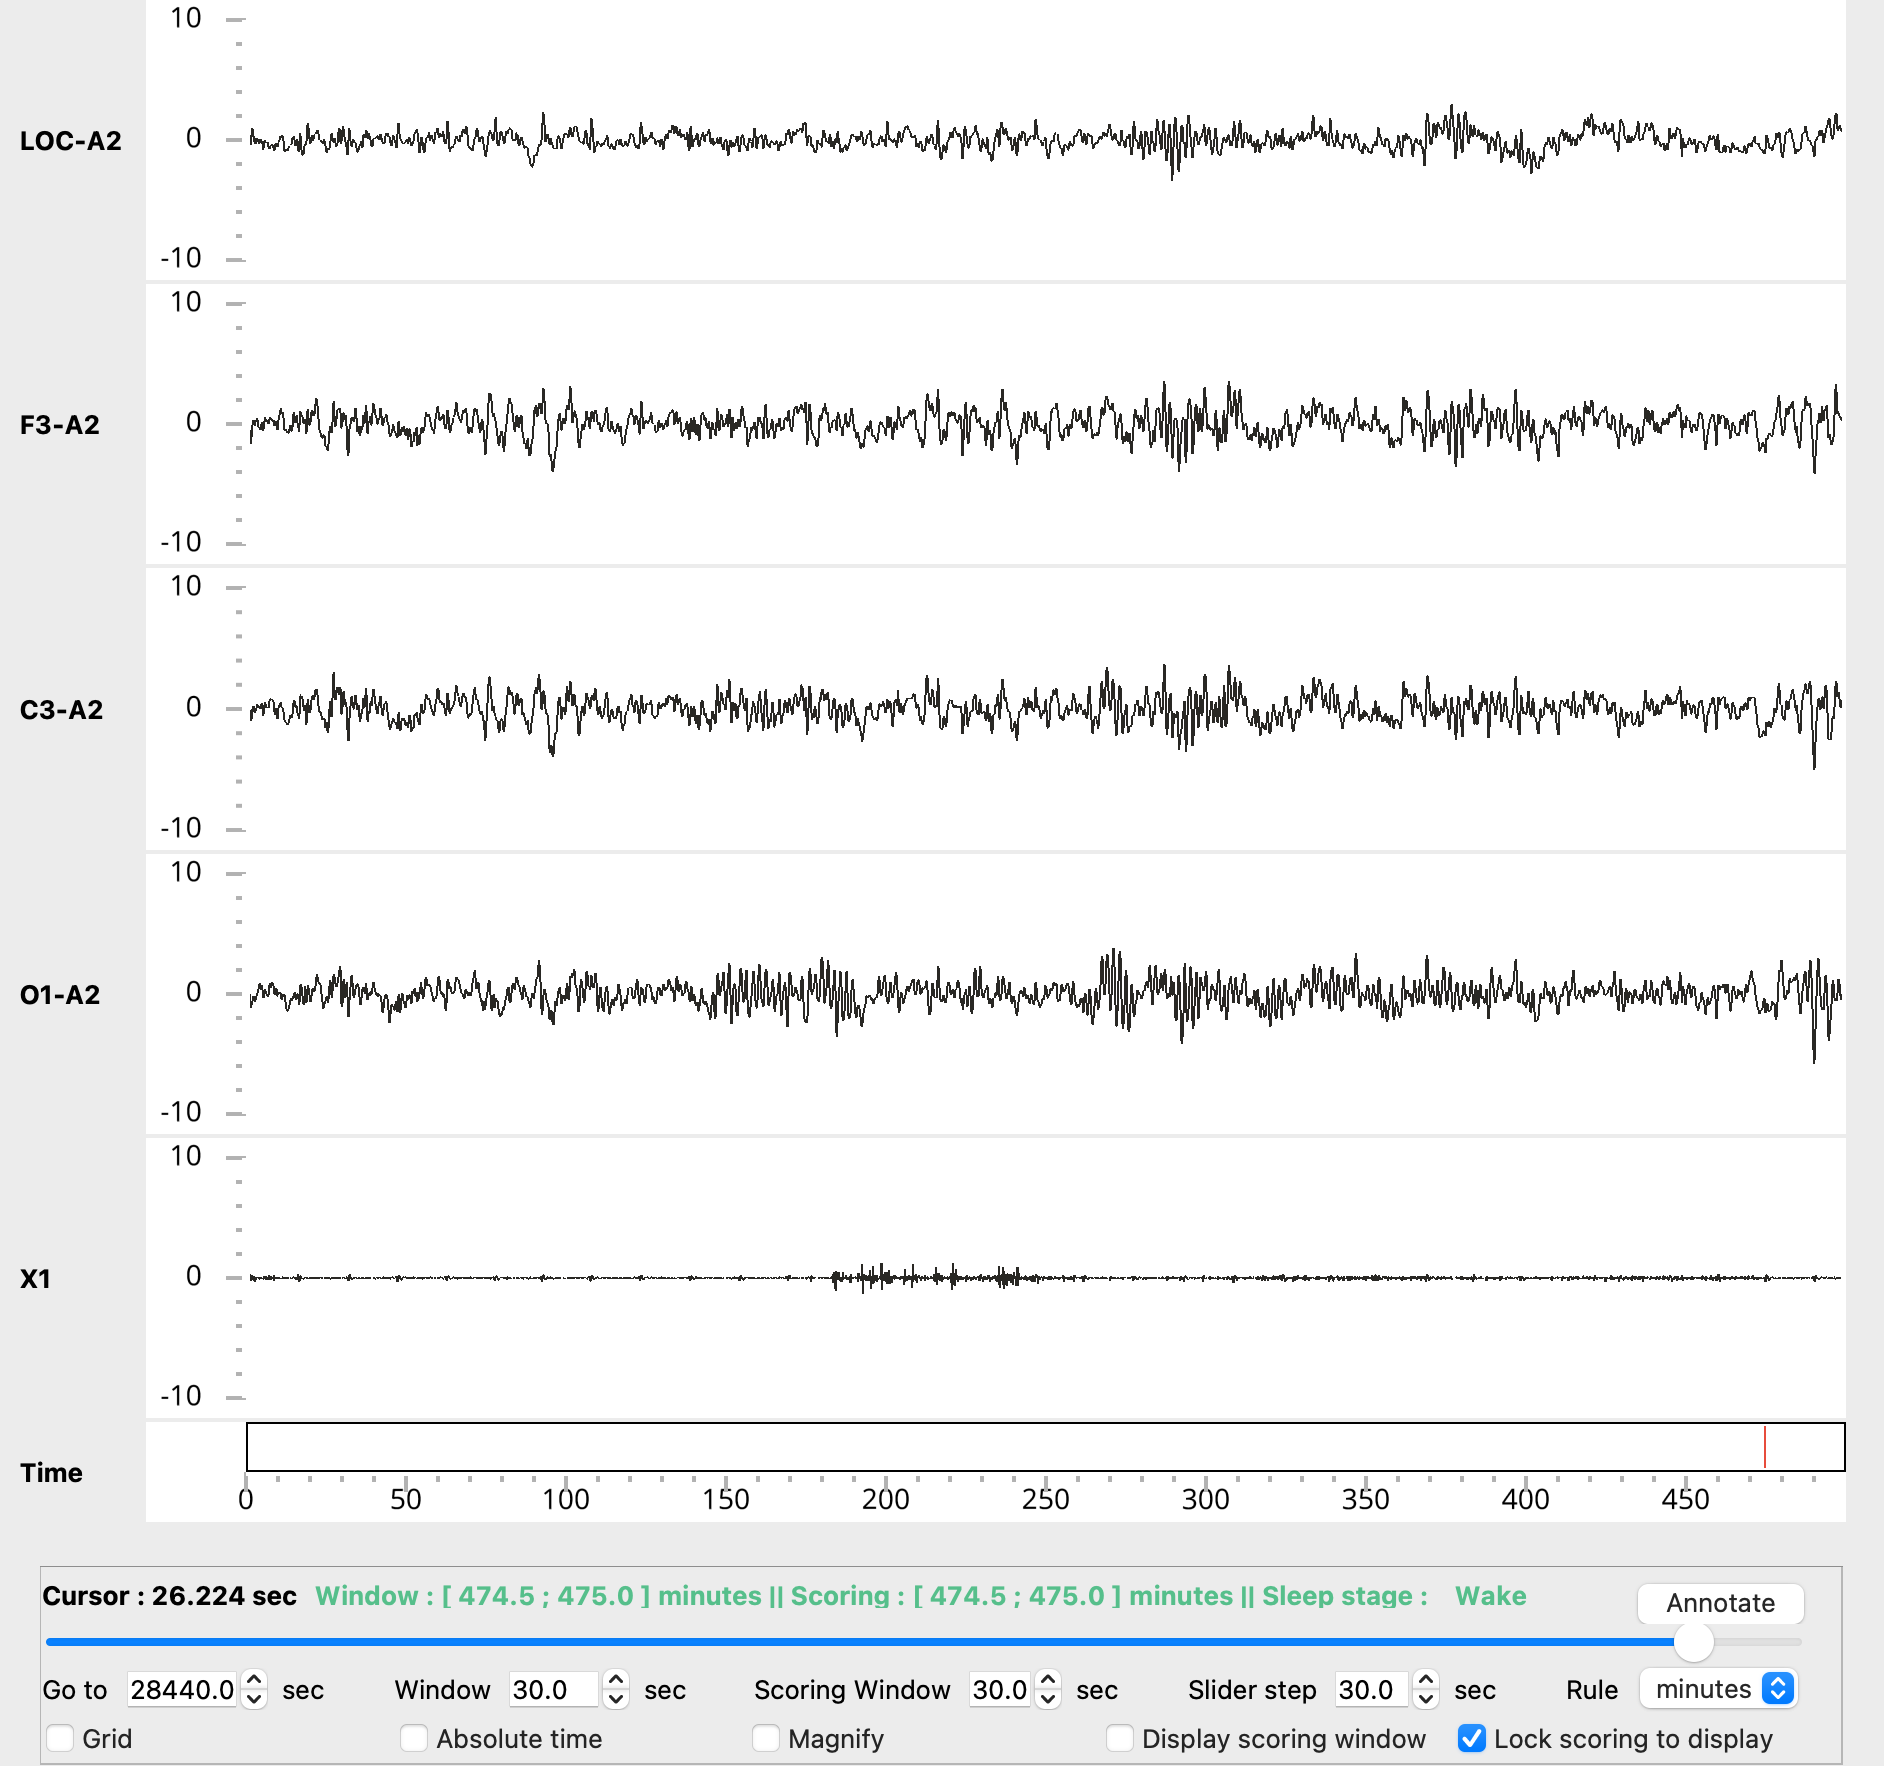 10
LOC-A2 0
-10
10
F3-A2 0
-10
10
C3-A2 0
-10
10
O1-A2 0
-10
10
X1 0
-10
Time
0 50 100 150 200 250 300 350 400 450
Cursor : 26.224 sec Window : [ 474.5 ; 475.0 ] minutes || Scoring : [ 474.5 ; 475.0 ] minutes || Sleep stage : Wake Annotate
Go to 28440.0 sec Window 30.0 sec Scoring Window 30.0 sec Slider step 30.0 sec Rule minutes
Grid Absolute time Magnify Display scoring window Lock scoring to display